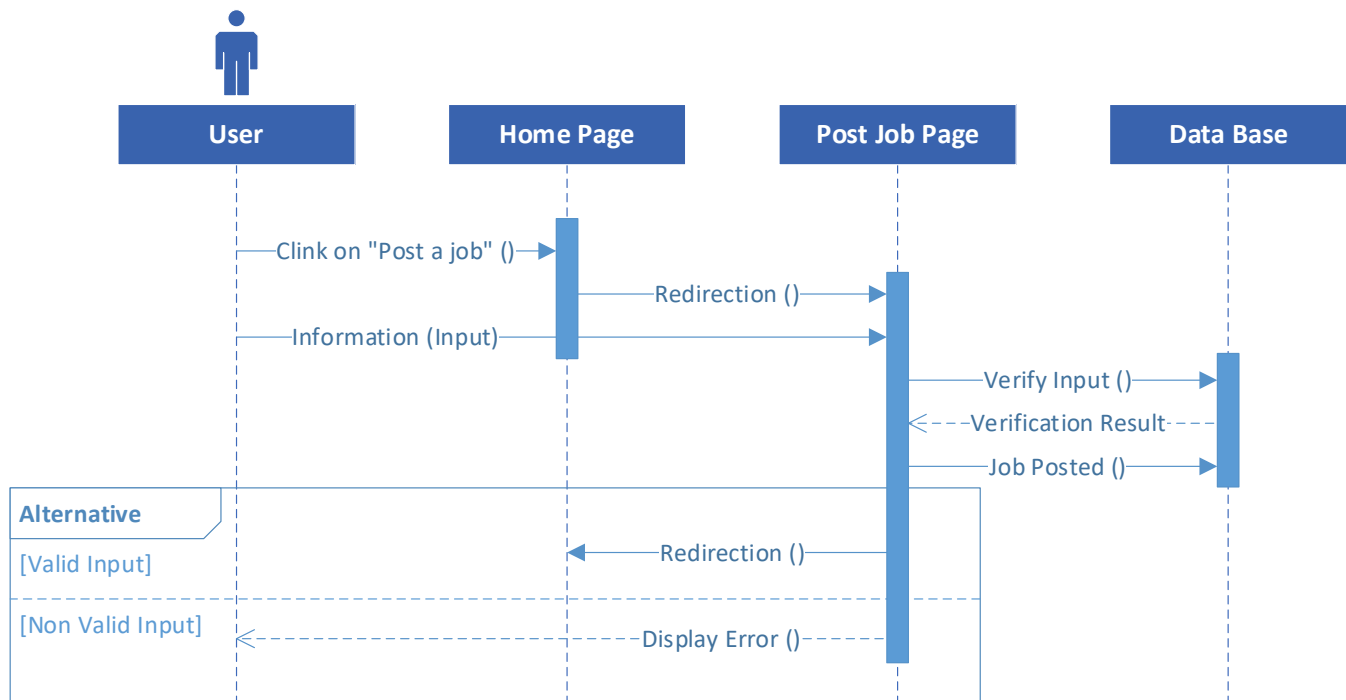 User
Home Page
Post Job Page
Data Base
Clink on "Post a job" ()
Redirection ()
Information (Input)
Verify Input ()
Verification Result
Job Posted ()
Alternative
[Valid Input]
Redirection ()
[Non Valid Input]
Display Error ()